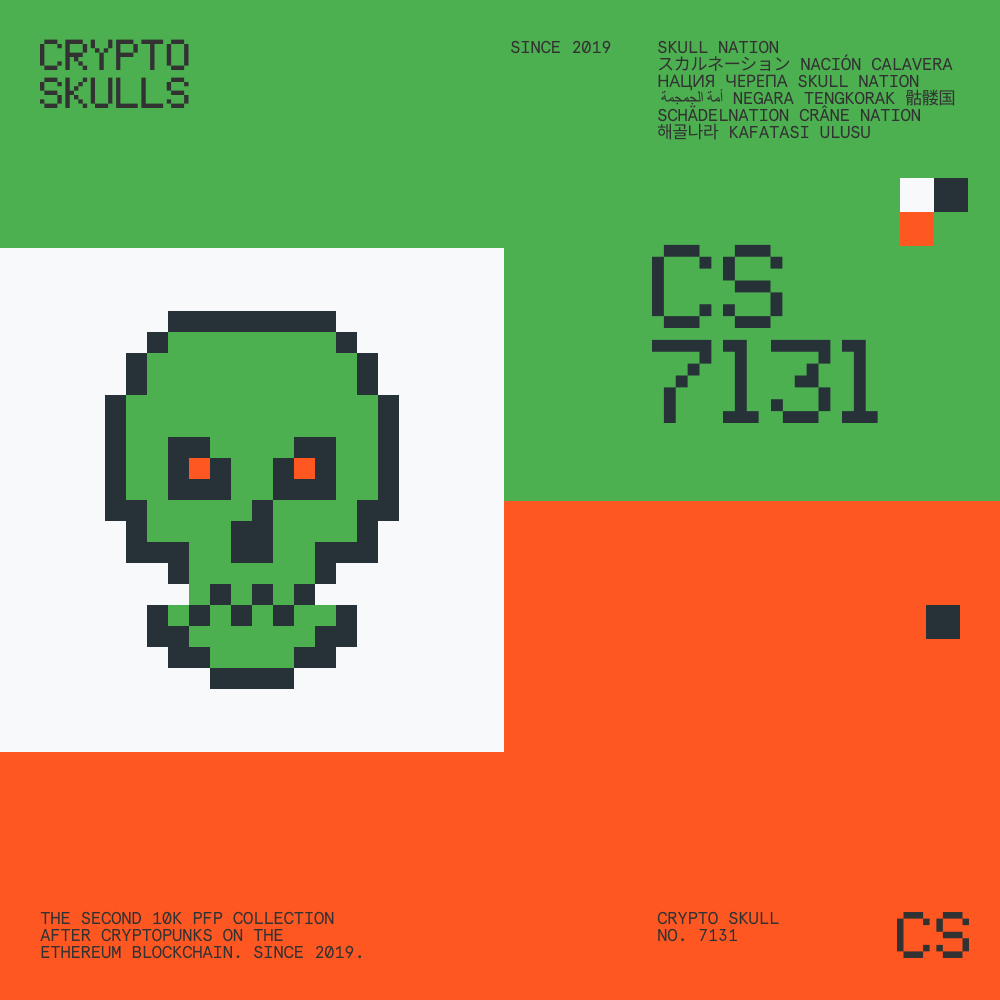 CRYPTO
SKULLS
SINCE 2019
SKULL NATION
スカルネーション NACIÓN CALAVERA
НАЦИЯ ЧЕРЕПА SKULL NATION
أمة الجمجمة NEGARA TENGKORAK 骷髅国
SCHÄDELNATION CRÂNE NATION
해골나라 KAFATASI ULUSU
CS
7131
THE SECOND 10K PFP COLLECTION
AFTER CRYPTOPUNKS ON THE
ETHEREUM BLOCKCHAIN. SINCE 2019.
CRYPTO SKULL
NO. 7131
CS